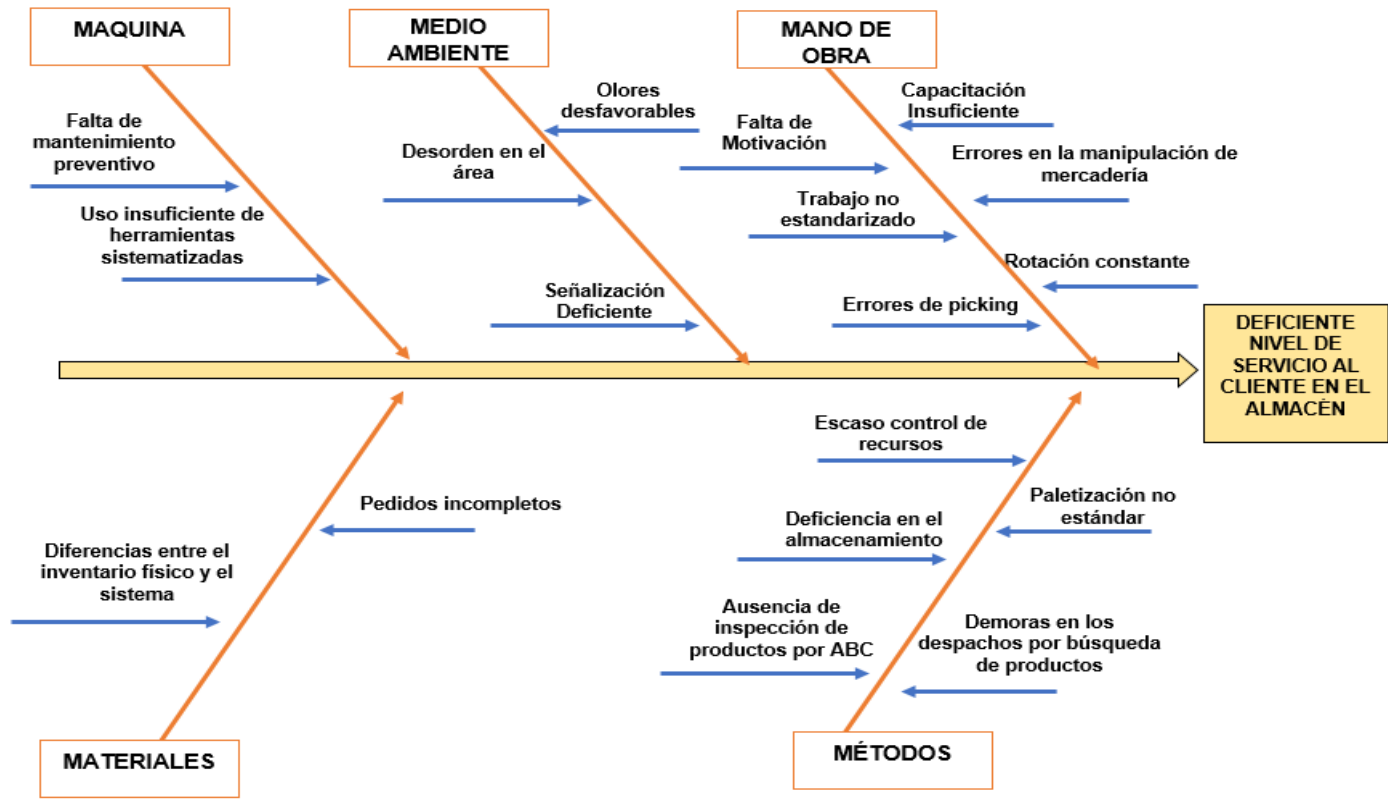 MAQUINA
MEDIO
AMBIENTE
MANO DE
OBRA
Falta de
mantenimiento
preventivo
Uso insuficiente de
herramientas
sistematizadas
Olores
desfavorables
Desorden en el
área
Señalización
Deficiente
Capacitación
Insuficiente
Falta de
Motivación
Errores en la manipulación de
mercadería
Trabajo no
estandarizado
Rotación constante
Errores de picking
DEFICIENTE
NIVEL DE
SERVICIO AL
CLIENTE EN EL
ALMACÉN
Pedidos incompletos
Diferencias entre el
inventario físico y el
sistema
Escaso control de
recursos
Paletización no
estándar
Deficiencia en el
almacenamiento
Ausencia de
inspección de
productos por ABC
Demoras en los
despachos por búsqueda
de productos
MATERIALES
MÉTODOS